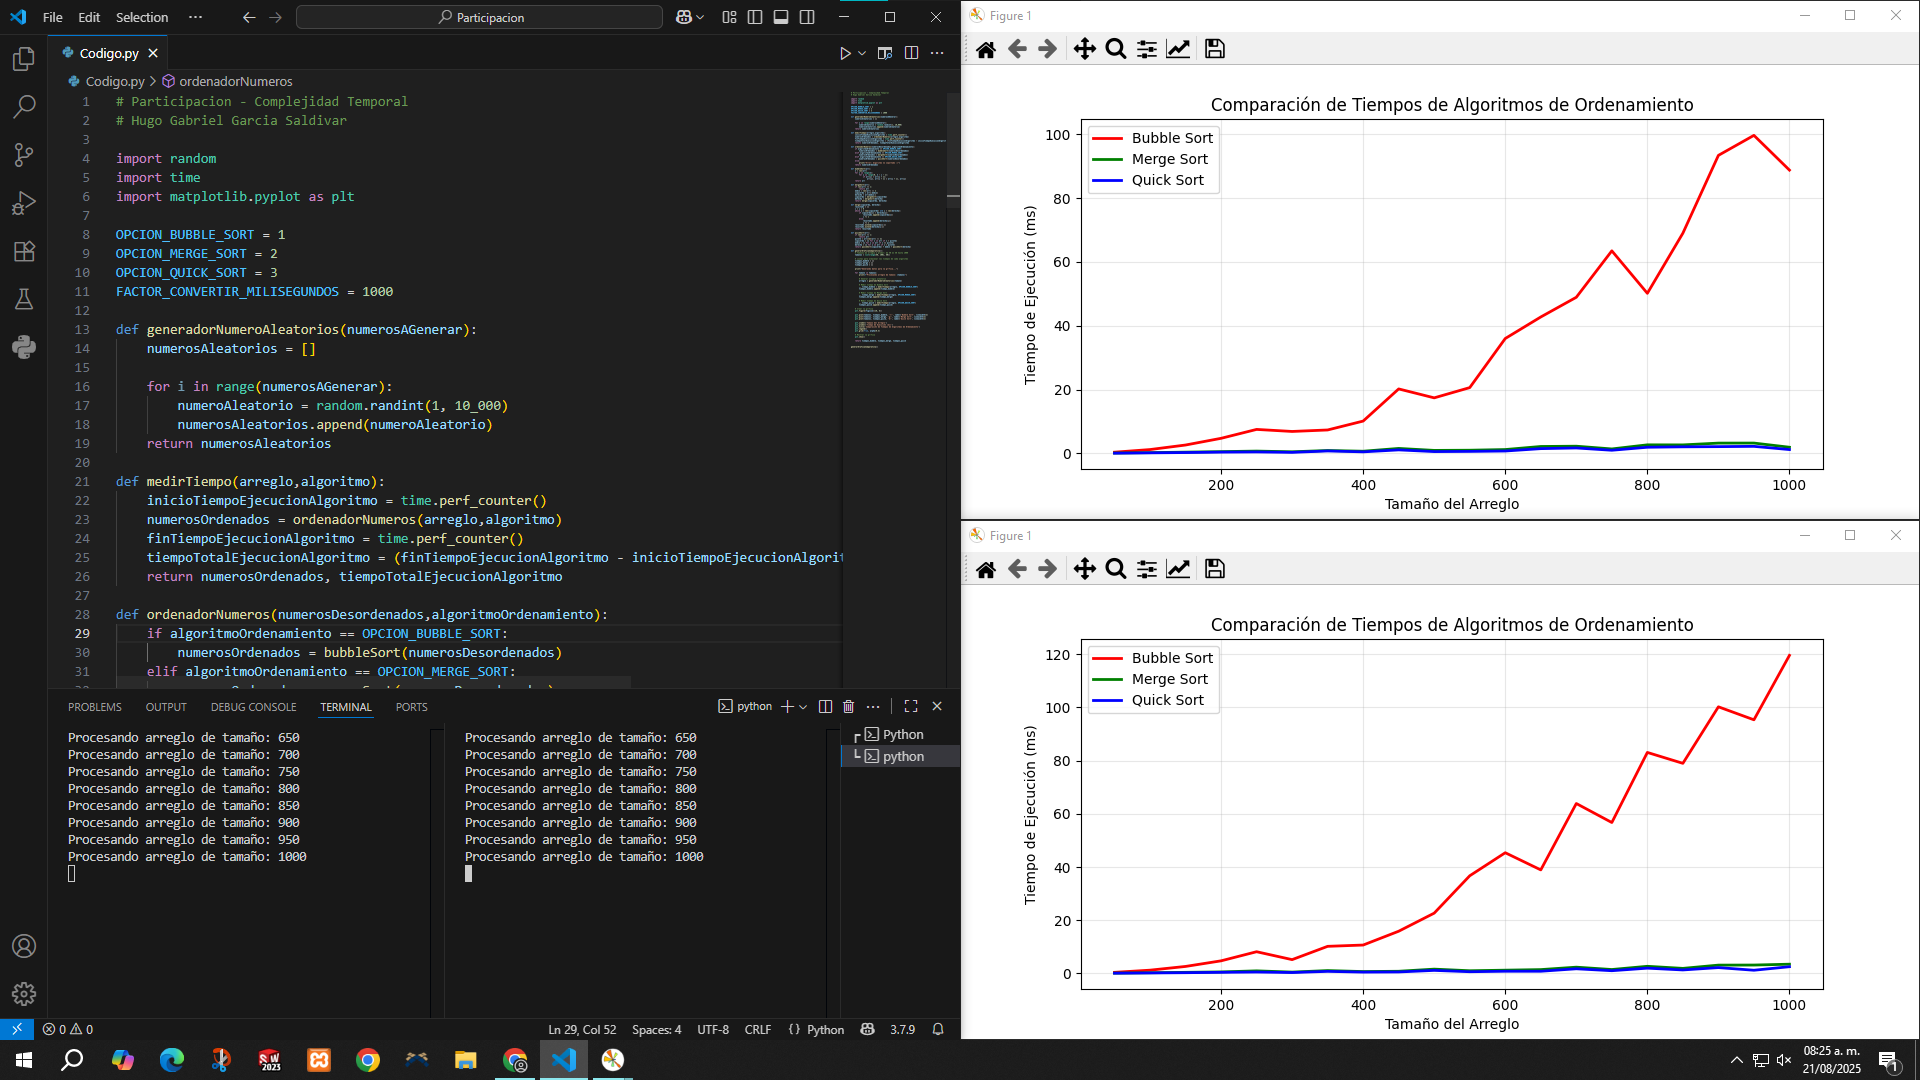 File Edit Selection ···
Participacion
Codigo.py
Codigo.py > ordenadorNumeros
1 # Participacion - Complejidad Temporal
2 # Hugo Gabriel Garcia Saldivar
3
4 import random
5 import time
6 import matplotlib.pyplot as plt
7
8 OPCION_BUBBLE_SORT = 1
9 OPCION_MERGE_SORT = 2
10 OPCION_QUICK_SORT = 3
11 FACTOR_CONVERTIR_MILISEGUNDOS = 1000
12
13 def generadorNumeroAleatorios(numerosAGenerar):
14 numerosAleatorios = []
15
16 for i in range(numerosAGenerar):
17 numeroAleatorio = random.randint(1, 10_000)
18 numerosAleatorios.append(numeroAleatorio)
19 return numerosAleatorios
20
21 def medirTiempo(arreglo,algoritmo):
22 inicioTiempoEjecucionAlgoritmo = time.perf_counter()
23 numerosOrdenados = ordenadorNumeros(arreglo,algoritmo)
24 finTiempoEjecucionAlgoritmo = time.perf_counter()
25 tiempoTotalEjecucionAlgoritmo = (finTiempoEjecucionAlgoritmo - inicioTiempoEjecucionAlgorit
26 return numerosOrdenados, tiempoTotalEjecucionAlgoritmo
27
28 def ordenadorNumeros(numerosDesordenados,algoritmoOrdenamiento):
29 if algoritmoOrdenamiento == OPCION_BUBBLE_SORT:
30 numerosOrdenados = bubbleSort(numerosDesordenados)
31 elif algoritmoOrdenamiento == OPCION_MERGE_SORT:
PROBLEMS OUTPUT DEBUG CONSOLE TERMINAL PORTS
python
Procesando arreglo de tamaño: 650
Procesando arreglo de tamaño: 700
Procesando arreglo de tamaño: 750
Procesando arreglo de tamaño: 800
Procesando arreglo de tamaño: 850
Procesando arreglo de tamaño: 900
Procesando arreglo de tamaño: 950
Procesando arreglo de tamaño: 1000
Procesando arreglo de tamaño: 650
Procesando arreglo de tamaño: 700
Procesando arreglo de tamaño: 750
Procesando arreglo de tamaño: 800
Procesando arreglo de tamaño: 850
Procesando arreglo de tamaño: 900
Procesando arreglo de tamaño: 950
Procesando arreglo de tamaño: 1000
Python
python
0 0
Ln 29, Col 52 Spaces: 4 UTF-8 CRLF {} Python 3.7.9
Figure 1
Comparación de Tiempos de Algoritmos de Ordenamiento
Bubble Sort
Merge Sort
Quick Sort
Tiempo de Ejecución (ms)
100
80
60
40
20
0
200 400 600 800 1000
Tamaño del Arreglo
Figure 1
Comparación de Tiempos de Algoritmos de Ordenamiento
Bubble Sort
Merge Sort
Quick Sort
Tiempo de Ejecución (ms)
120
100
80
60
40
20
0
200 400 600 800 1000
Tamaño del Arreglo
SW
2023
08:25 a. m.
21/08/2025
1